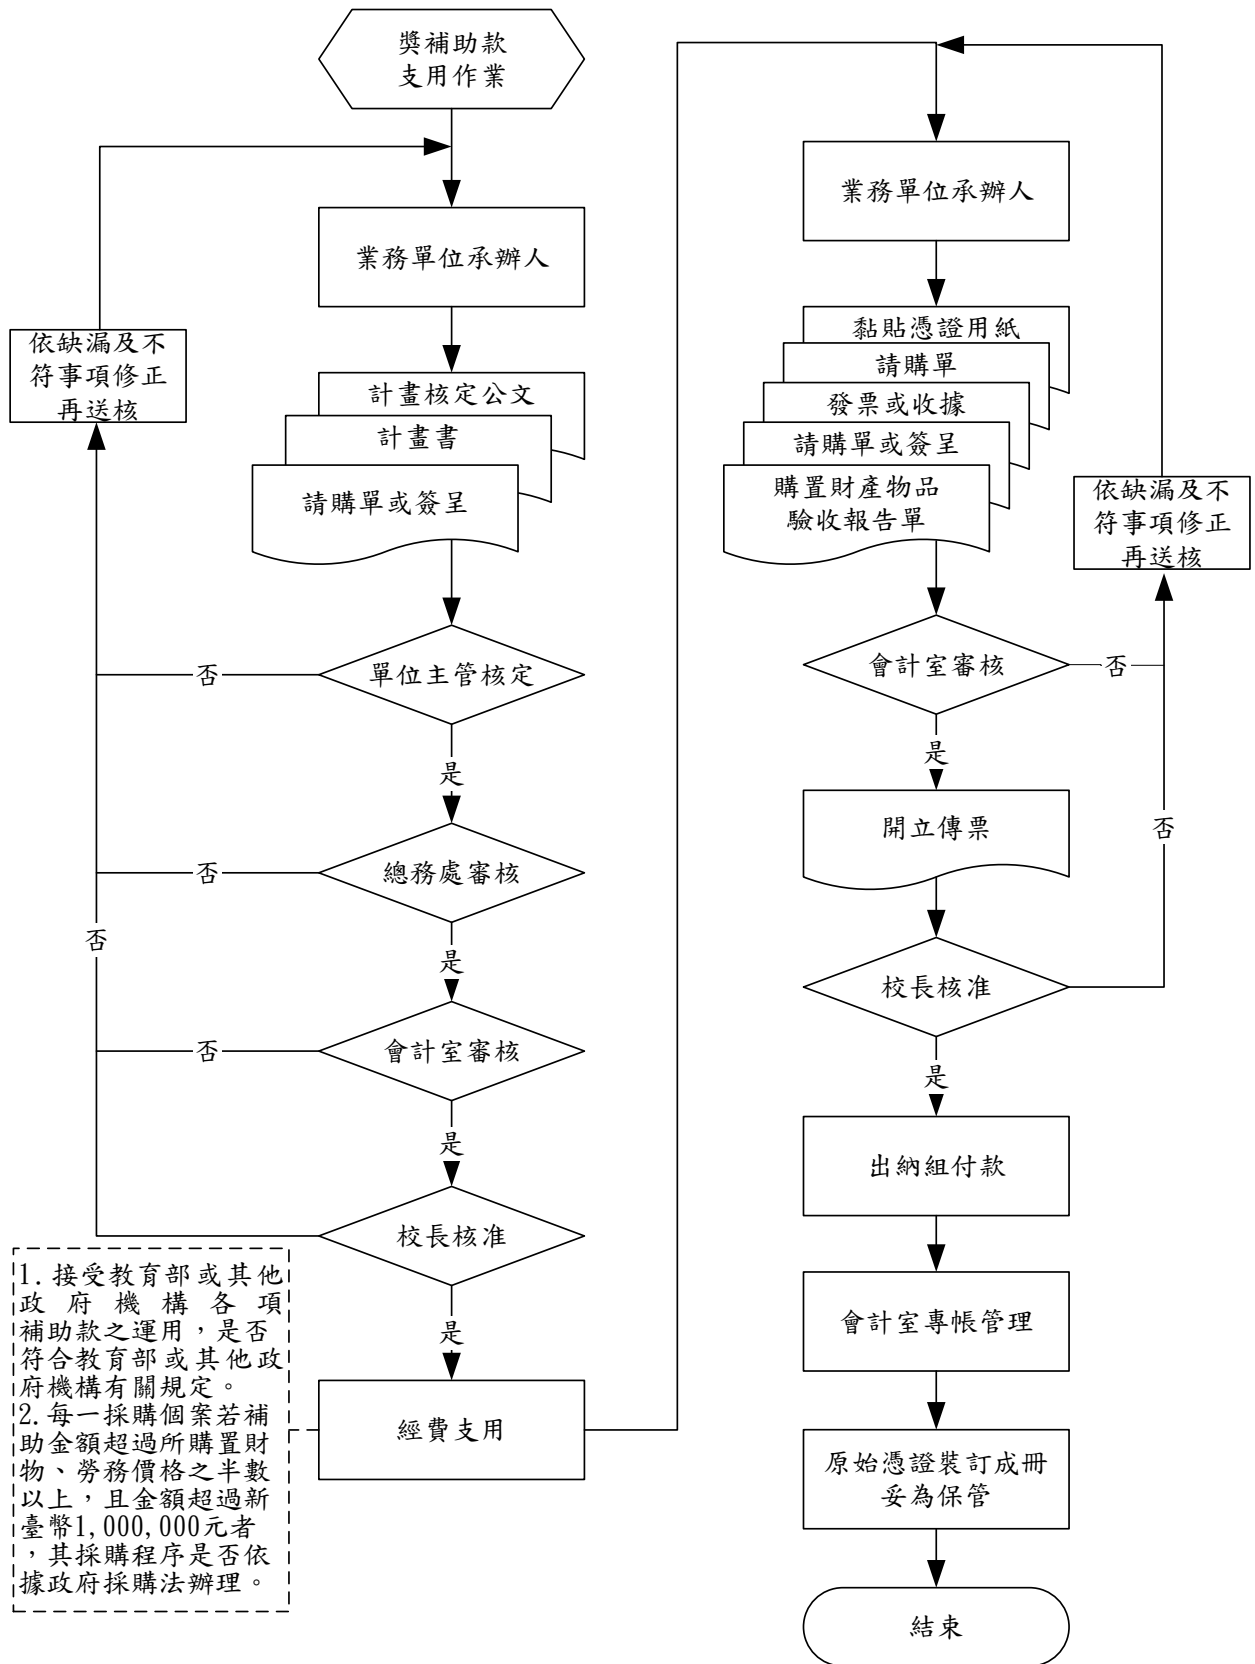 獎補助款
支用作業
業務單位承辦人
依缺漏及不
符事項修正
再送核
計畫核定公文
計畫書
請購單或簽呈
單位主管核定
否
是
總務處審核
否
是
否
會計室審核
否
是
校長核准
是
1.接受教育部或其他
政府機構各項
補助款之運用，是否
符合教育部或其他政
府機構有關規定。
2.每一採購個案若補
助金額超過所購置財
物、勞務價格之半數
以上，且金額超過新
臺幣1,000,000元者
，其採購程序是否依
據政府採購法辦理。
經費支用
業務單位承辦人
黏貼憑證用紙
請購單
發票或收據
請購單或簽呈
購置財產物品
驗收報告單
依缺漏及不
符事項修正
再送核
會計室審核
否
是
開立傳票
否
校長核准
是
出納組付款
會計室專帳管理
原始憑證裝訂成冊
妥為保管
結束